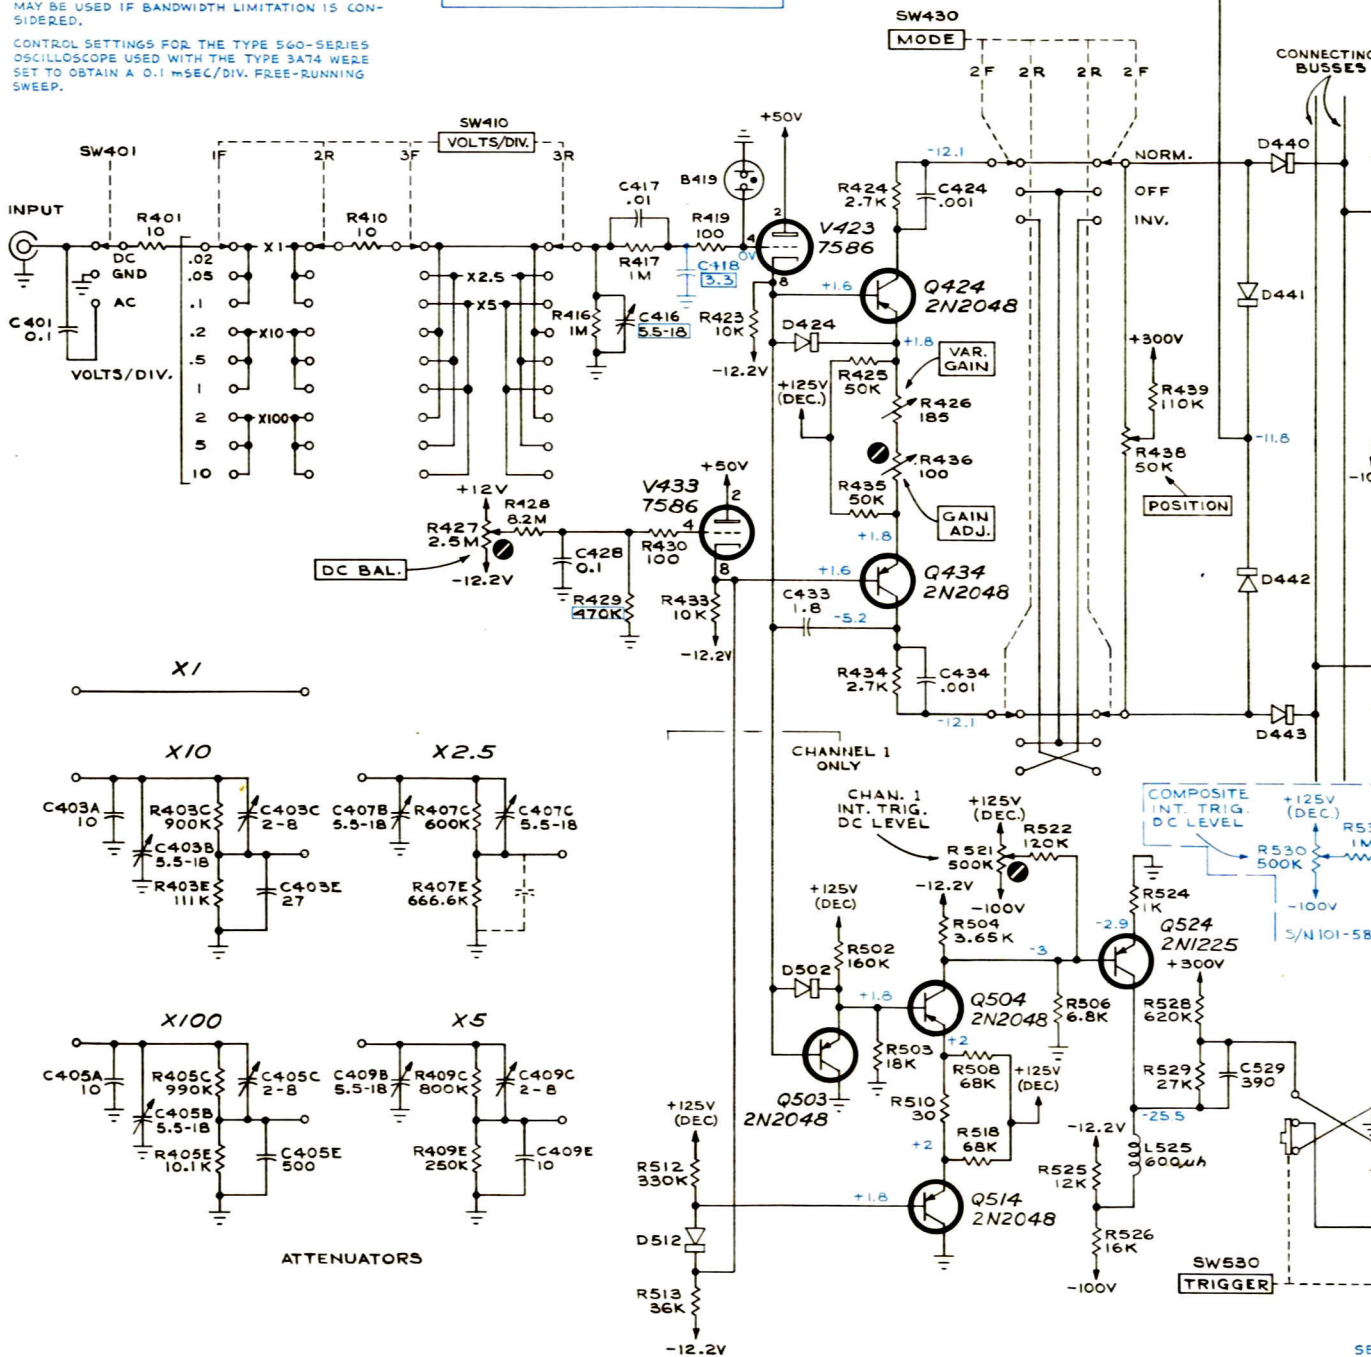 MAY BE USED IF BANDWIDTH LIMITATION IS CON-
SIDERED.
CONTROL SETTINGS FOR THE TYPE 560-SERIES
OSCILLOSCOPE USED WITH THE TYPE 3A74 WERE
SET TO OBTAIN A 0.1 mSEC/DIV. FREE-RUNNING
SWEEP.
SW430
MODE
2F 2R 2R 2F
CONNECTING
BUSSES
SW410
VOLTS/DIV.
SW401
1F 2R 3F 3R
INPUT
R401
10
R410
10
DC
GND
AC
C401
0.1
VOLTS/DIV.
.02
.05
.1
.2
.5
1
2
5
10
X1
X10
X100
X2.5
X5
C417
.01
R417
1M
R416
1M
C416
5.5-18
R419
100
C418
3.3
B419
+50V
2
4
0V
8
V423
7586
R423
10K
-12.2V
-12.1
R424
2.7K
C424
.001
+1.6
Q424
2N2048
D424
+1.8
+125V
(DEC.)
R425
50K
VAR.
GAIN
R426
185
R436
100
R435
50K
GAIN
ADJ.
+1.8
+1.6
Q434
2N2048
C433
1.8
-5.2
R434
2.7K
C434
.001
-12.1
NORM.
OFF
INV.
D440
D441
+300V
R439
110K
-11.8
R438
50K
POSITION
D442
D443
-10
+12V
R427
2.5M
DC BAL.
-12.2V
R428
8.2M
C428
0.1
R429
470K
R430
100
V433
7586
+50V
2
4
8
R433
10K
-12.2V
X1
X10
C403A
10
R403C
900K
C403C
2-8
C403B
5.5-18
R403E
111K
C403E
27
X2.5
C407B
5.5-18
R407C
600K
C407C
5.5-18
R407E
666.6K
X100
C405A
10
R405C
990K
C405C
2-8
C405B
5.5-18
R405E
10.1K
C405E
500
X5
C409B
5.5-18
R409C
800K
C409C
2-8
R409E
250K
C409E
10
ATTENUATORS
CHANNEL 1
ONLY
CHAN. 1
INT. TRIG.
DC LEVEL
+125V
(DEC.)
R521
500K
-100V
R522
120K
+125V
(DEC)
R502
160K
-12.2V
R504
3.65K
-3
D502
+1.8
Q503
2N2048
R503
18K
Q504
2N2048
+2
R508
68K
R510
30
+125V
(DEC)
+2
R518
68K
R506
6.8K
-2.9
R524
1K
Q524
2N1225
+300V
R528
620K
R529
27K
C529
390
-25.5
-12.2V
L525
600μh
R525
12K
R526
16K
-100V
+125V
(DEC)
R512
330K
D512
R513
36K
-12.2V
+1.8
Q514
2N2048
COMPOSITE
INT. TRIG.
DC LEVEL
+125V
(DEC.)
R530
500K
-100V
R53
1M
S/N 101-58
SW530
TRIGGER
SE